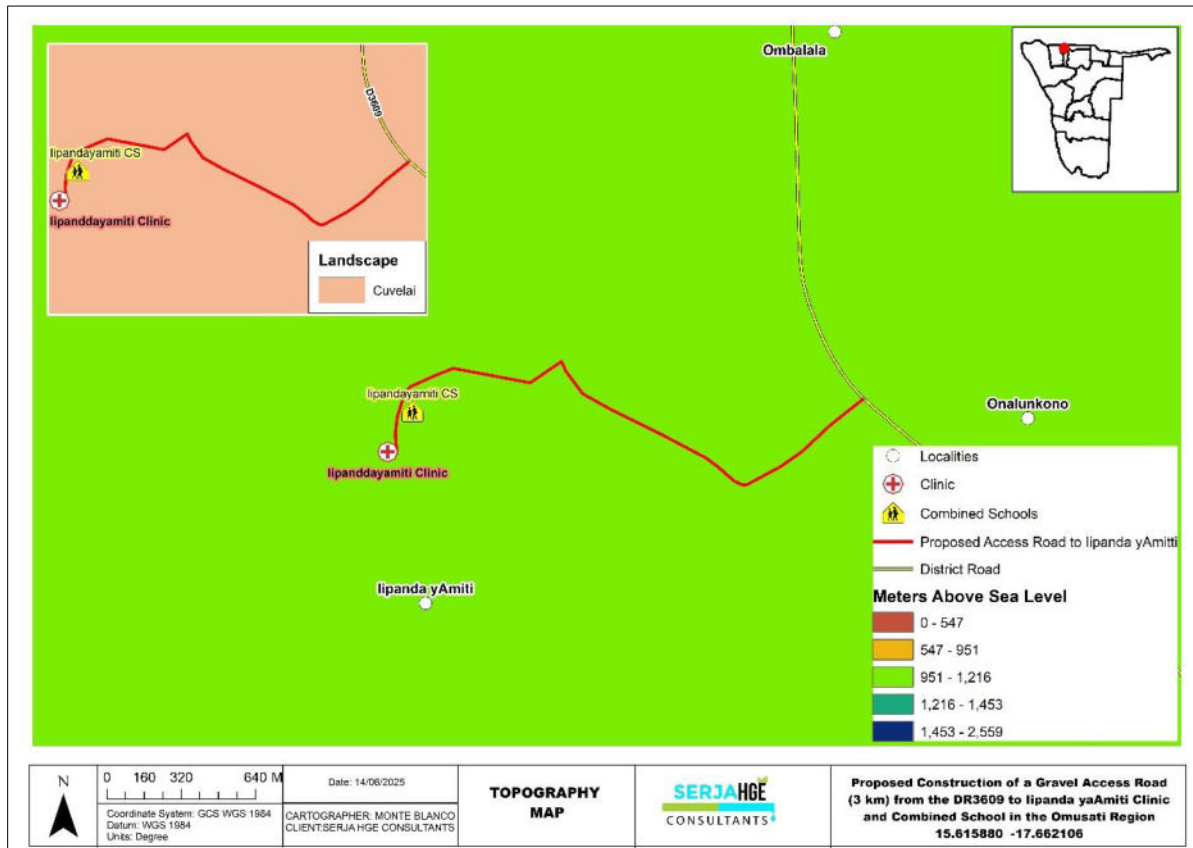 Ombalala
D3609
Iipandayamiti CS
Iipanddayamiti Clinic
Landscape
Cuvelai
Iipandayamiti CS
Iipanddayamiti Clinic
Onalunkono
Iipanda yAmiti
Localities
Clinic
Combined Schools
Proposed Access Road to Iipanda yAmitti
District Road
Meters Above Sea Level
0 - 547
547 - 951
951 - 1,216
1,216 - 1,453
1,453 - 2,559
N
0 160 320 640 M
Coordinate System: GCS WGS 1984
Datum: WGS 1984
Units: Degree
Date: 14/06/2025
CARTOGRAPHER: MONTE BLANCO
CLIENT:SERJA HGE CONSULTANTS
TOPOGRAPHY
MAP
SERJAHGE
CONSULTANTS
Proposed Construction of a Gravel Access Road
(3 km) from the DR3609 to Iipanda yaAmiti Clinic
and Combined School in the Omusati Region
15.615880 -17.662106